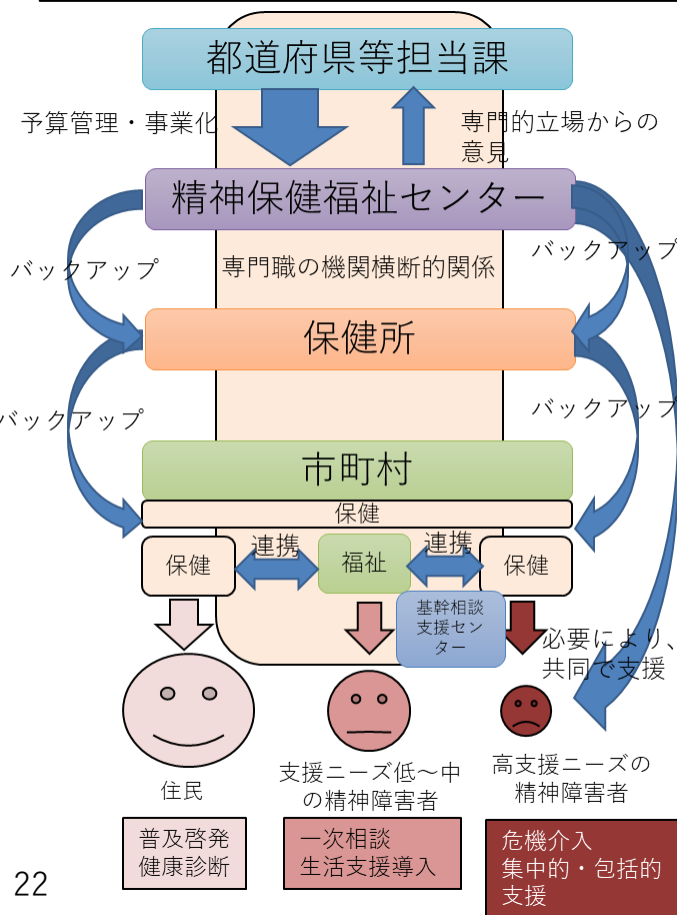 都道府県等担当課
予算管理・事業化
専門的立場からの
意見
精神保健福祉センター
バックアップ
専門職の機関横断的関係
バックアップ
保健所
バックアップ
バックアップ
市町村
保健
保健
連携
福祉
連携
保健
基幹相談
支援セン
ター
必要により、
共同で支援
住民
支援ニーズ低～中
の精神障害者
高支援ニーズの
精神障害者
普及啓発
健康診断
一次相談
生活支援導入
危機介入
集中的・包括的
支援
22